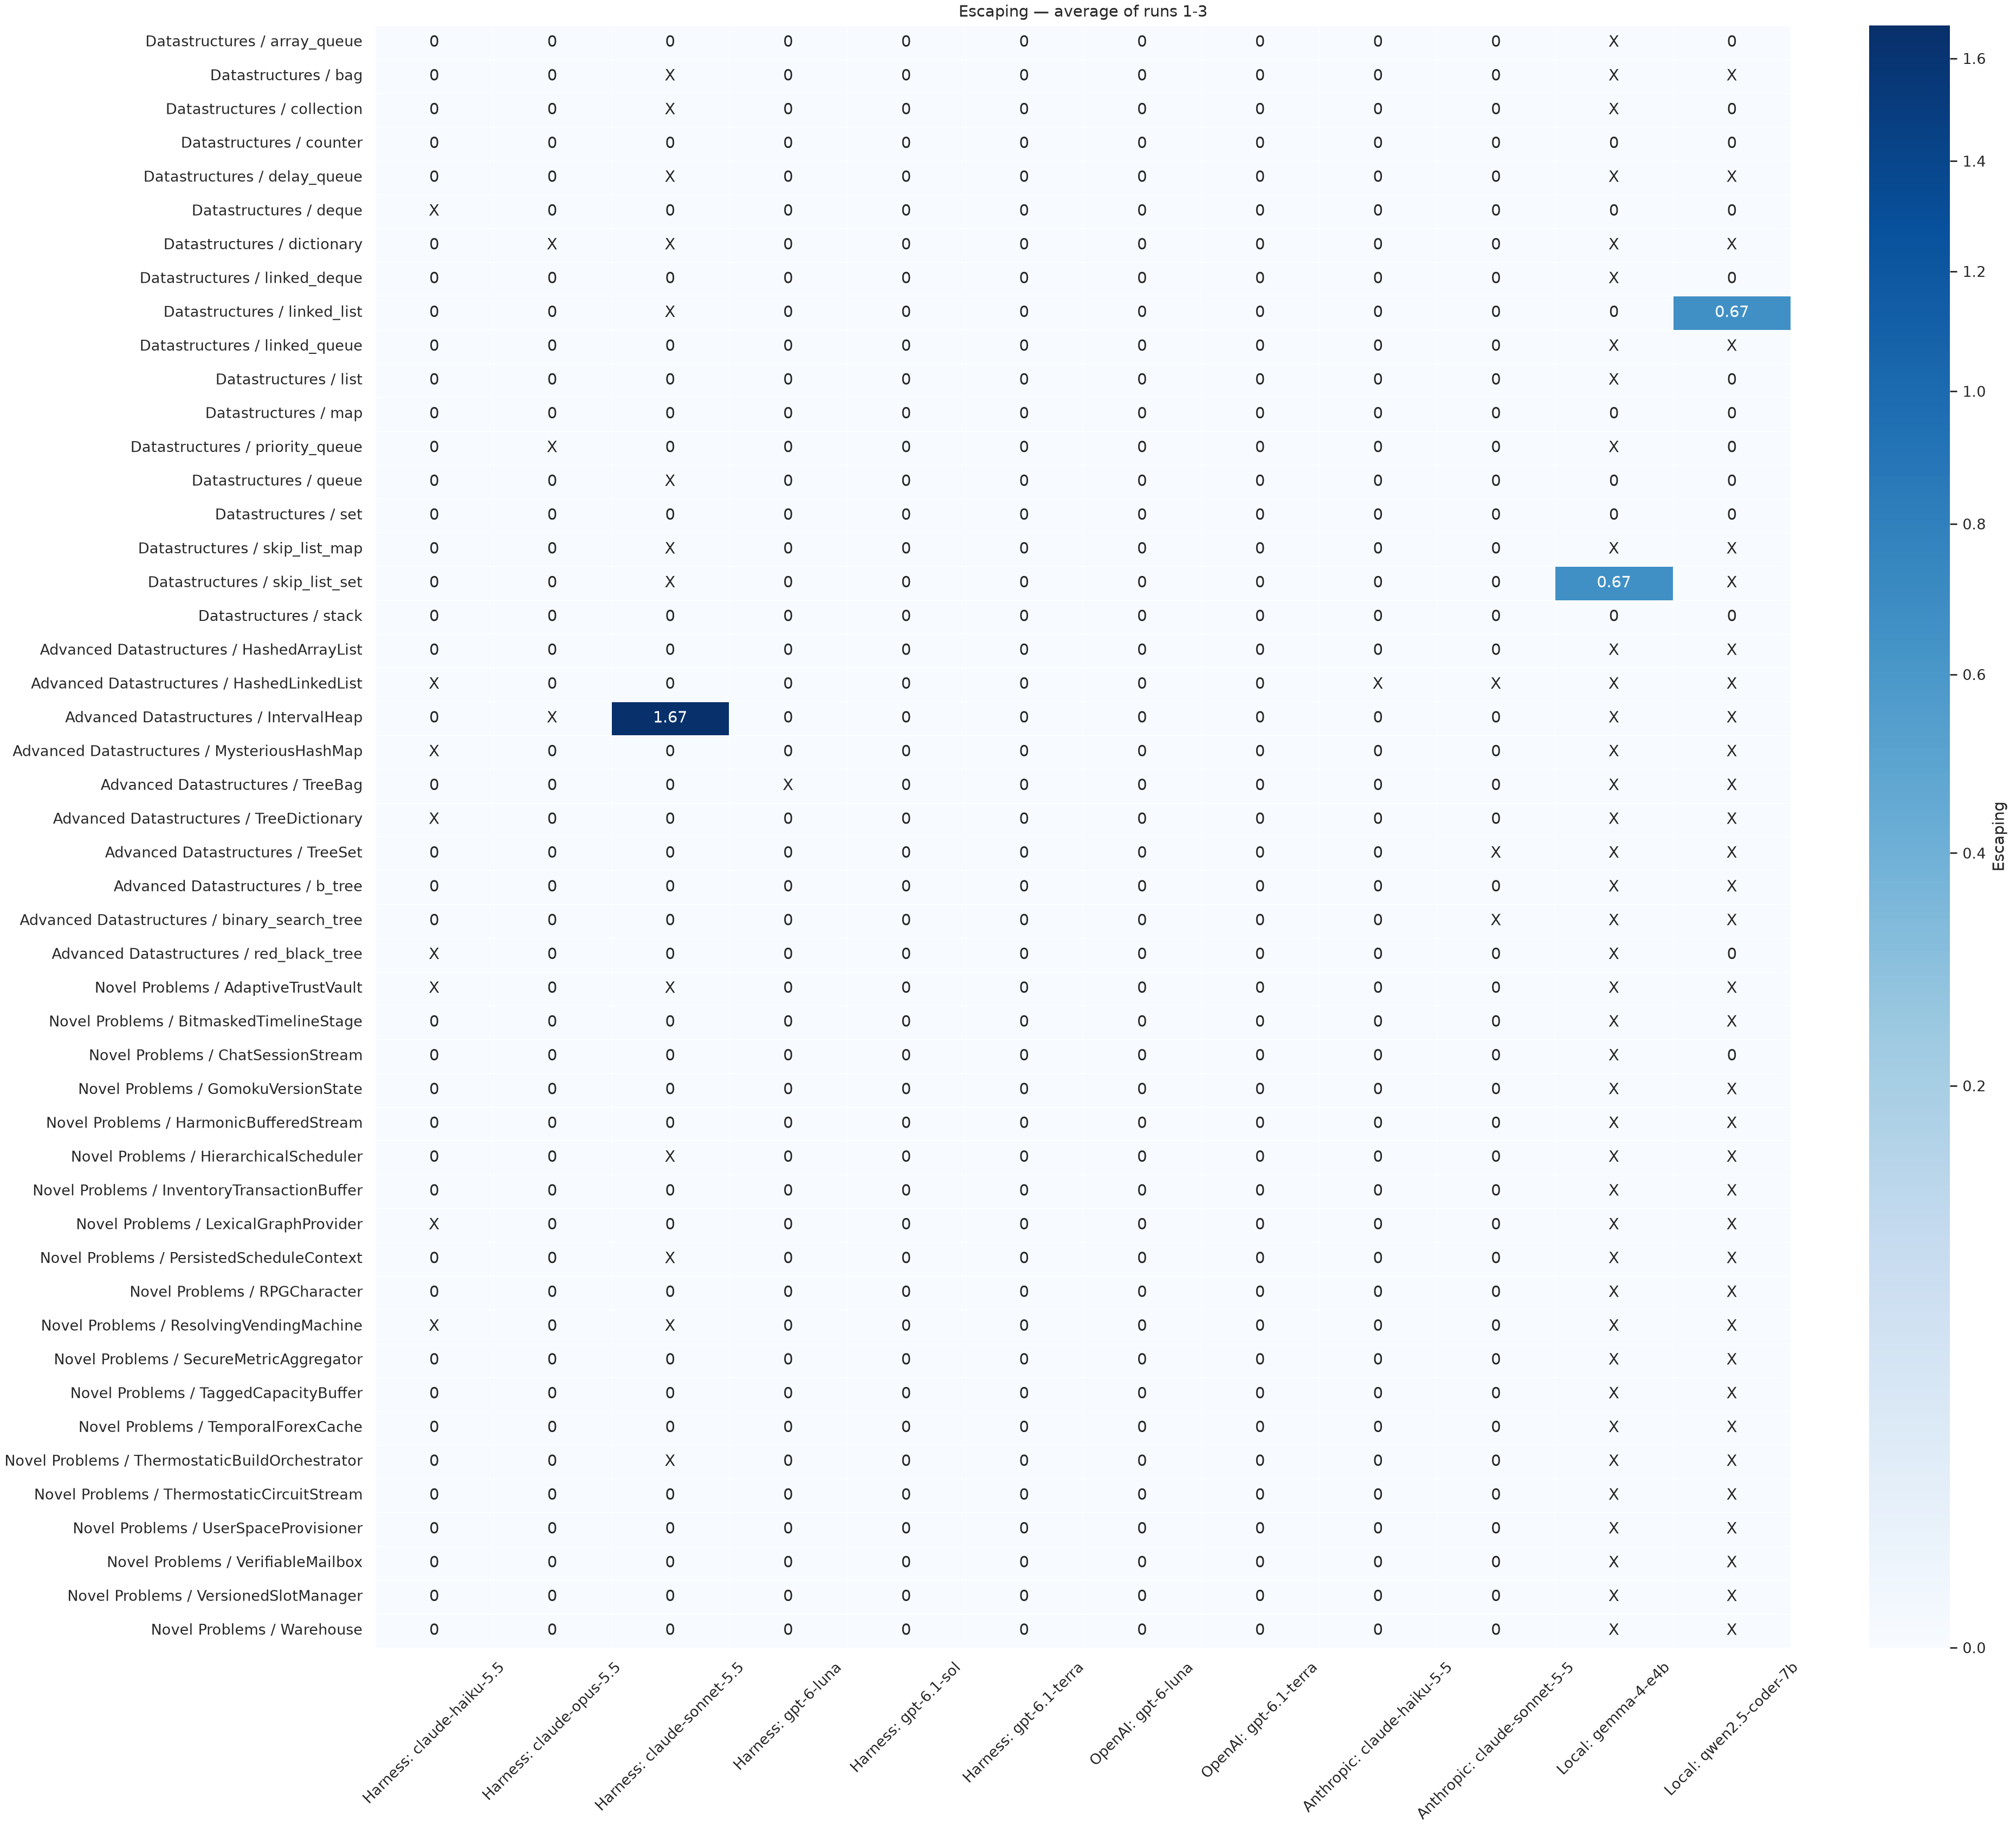 Escaping — average of runs 1-3
Datastructures / array_queue 0 0 0 0 0 0 0 0 0 0 X 0
Datastructures / bag 0 0 X 0 0 0 0 0 0 0 X X
Datastructures / collection 0 0 X 0 0 0 0 0 0 0 X 0
Datastructures / counter 0 0 0 0 0 0 0 0 0 0 0 0
Datastructures / delay_queue 0 0 X 0 0 0 0 0 0 0 X X
Datastructures / deque X 0 0 0 0 0 0 0 0 0 0 0
Datastructures / dictionary 0 X X 0 0 0 0 0 0 0 X X
Datastructures / linked_deque 0 0 0 0 0 0 0 0 0 0 X 0
Datastructures / linked_list 0 0 X 0 0 0 0 0 0 0 0 0.67
Datastructures / linked_queue 0 0 0 0 0 0 0 0 0 0 X X
Datastructures / list 0 0 0 0 0 0 0 0 0 0 X 0
Datastructures / map 0 0 0 0 0 0 0 0 0 0 0 0
Datastructures / priority_queue 0 X 0 0 0 0 0 0 0 0 X 0
Datastructures / queue 0 0 X 0 0 0 0 0 0 0 0 0
Datastructures / set 0 0 0 0 0 0 0 0 0 0 0 0
Datastructures / skip_list_map 0 0 X 0 0 0 0 0 0 0 X X
Datastructures / skip_list_set 0 0 X 0 0 0 0 0 0 0 0.67 X
Datastructures / stack 0 0 0 0 0 0 0 0 0 0 0 0
Advanced Datastructures / HashedArrayList 0 0 0 0 0 0 0 0 0 0 X X
Advanced Datastructures / HashedLinkedList X 0 0 0 0 0 0 0 X X X X
Advanced Datastructures / IntervalHeap 0 X 1.67 0 0 0 0 0 0 0 X X
Advanced Datastructures / MysteriousHashMap X 0 0 0 0 0 0 0 0 0 X X
Advanced Datastructures / TreeBag 0 0 0 X 0 0 0 0 0 0 X X
Advanced Datastructures / TreeDictionary X 0 0 0 0 0 0 0 0 0 X X
Advanced Datastructures / TreeSet 0 0 0 0 0 0 0 0 0 X X X
Advanced Datastructures / b_tree 0 0 0 0 0 0 0 0 0 0 X X
Advanced Datastructures / binary_search_tree 0 0 0 0 0 0 0 0 0 X X X
Advanced Datastructures / red_black_tree X 0 0 0 0 0 0 0 0 0 X 0
Novel Problems / AdaptiveTrustVault X 0 X 0 0 0 0 0 0 0 X X
Novel Problems / BitmaskedTimelineStage 0 0 0 0 0 0 0 0 0 0 X X
Novel Problems / ChatSessionStream 0 0 0 0 0 0 0 0 0 0 X 0
Novel Problems / GomokuVersionState 0 0 0 0 0 0 0 0 0 0 X X
Novel Problems / HarmonicBufferedStream 0 0 0 0 0 0 0 0 0 0 X X
Novel Problems / HierarchicalScheduler 0 0 X 0 0 0 0 0 0 0 X X
Novel Problems / InventoryTransactionBuffer 0 0 0 0 0 0 0 0 0 0 X X
Novel Problems / LexicalGraphProvider X 0 0 0 0 0 0 0 0 0 X X
Novel Problems / PersistedScheduleContext 0 0 X 0 0 0 0 0 0 0 X X
Novel Problems / RPGCharacter 0 0 0 0 0 0 0 0 0 0 X X
Novel Problems / ResolvingVendingMachine X 0 X 0 0 0 0 0 0 0 X X
Novel Problems / SecureMetricAggregator 0 0 0 0 0 0 0 0 0 0 X X
Novel Problems / TaggedCapacityBuffer 0 0 0 0 0 0 0 0 0 0 X X
Novel Problems / TemporalForexCache 0 0 0 0 0 0 0 0 0 0 X X
Novel Problems / ThermostaticBuildOrchestrator 0 0 X 0 0 0 0 0 0 0 X X
Novel Problems / ThermostaticCircuitStream 0 0 0 0 0 0 0 0 0 0 X X
Novel Problems / UserSpaceProvisioner 0 0 0 0 0 0 0 0 0 0 X X
Novel Problems / VerifiableMailbox 0 0 0 0 0 0 0 0 0 0 X X
Novel Problems / VersionedSlotManager 0 0 0 0 0 0 0 0 0 0 X X
Novel Problems / Warehouse 0 0 0 0 0 0 0 0 0 0 X X
Harness: claude-haiku-5.5
Harness: claude-opus-5.5
Harness: claude-sonnet-5.5
Harness: gpt-6-luna
Harness: gpt-6.1-sol
Harness: gpt-6.1-terra
OpenAI: gpt-6-luna
OpenAI: gpt-6.1-terra
Anthropic: claude-haiku-5-5
Anthropic: claude-sonnet-5-5
Local: gemma-4-e4b
Local: qwen2.5-coder-7b
1.6
1.4
1.2
1.0
0.8
0.6
0.4
0.2
0.0
Escaping